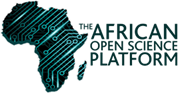 THE AFRICAN
OPEN SCIENCE
PLATFORM